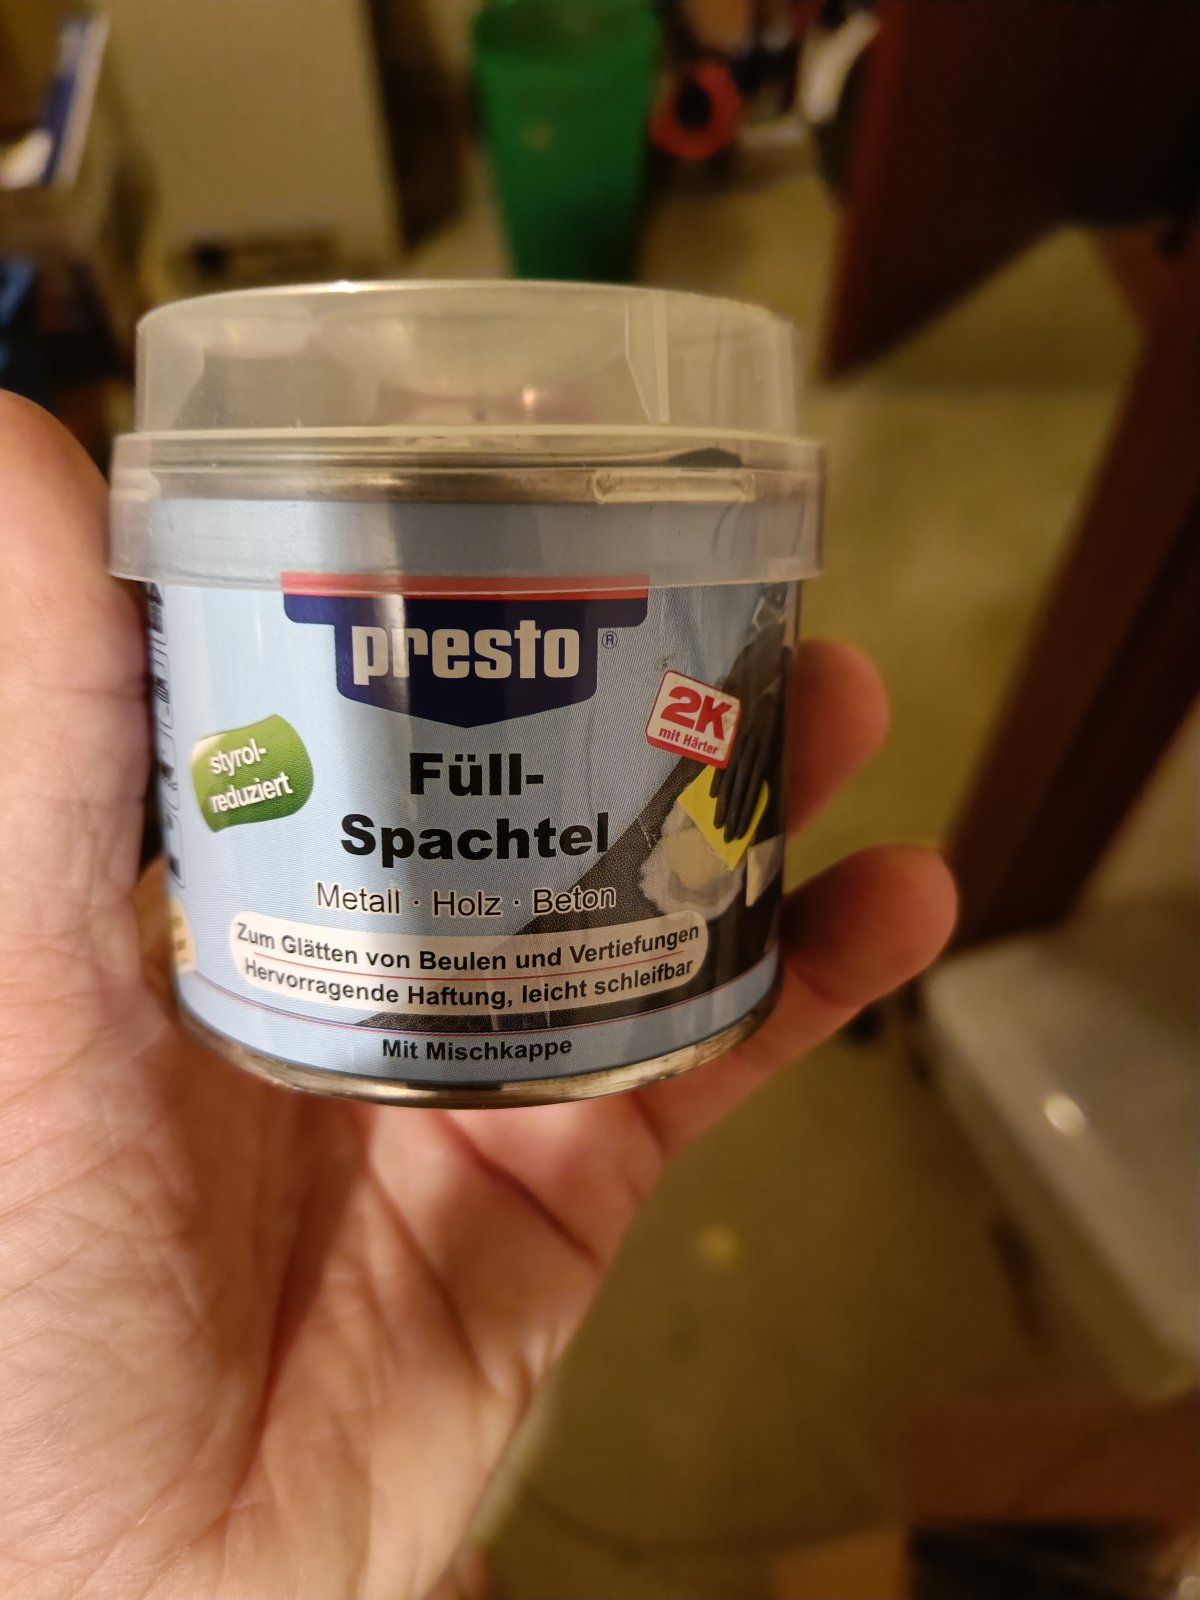 presto®
2K
mit Härter
styrol-
reduziert
Füll-
Spachtel
Metall · Holz · Beton
Zum Glätten von Beulen und Vertiefungen
Hervorragende Haftung, leicht schleifbar
Mit Mischkappe